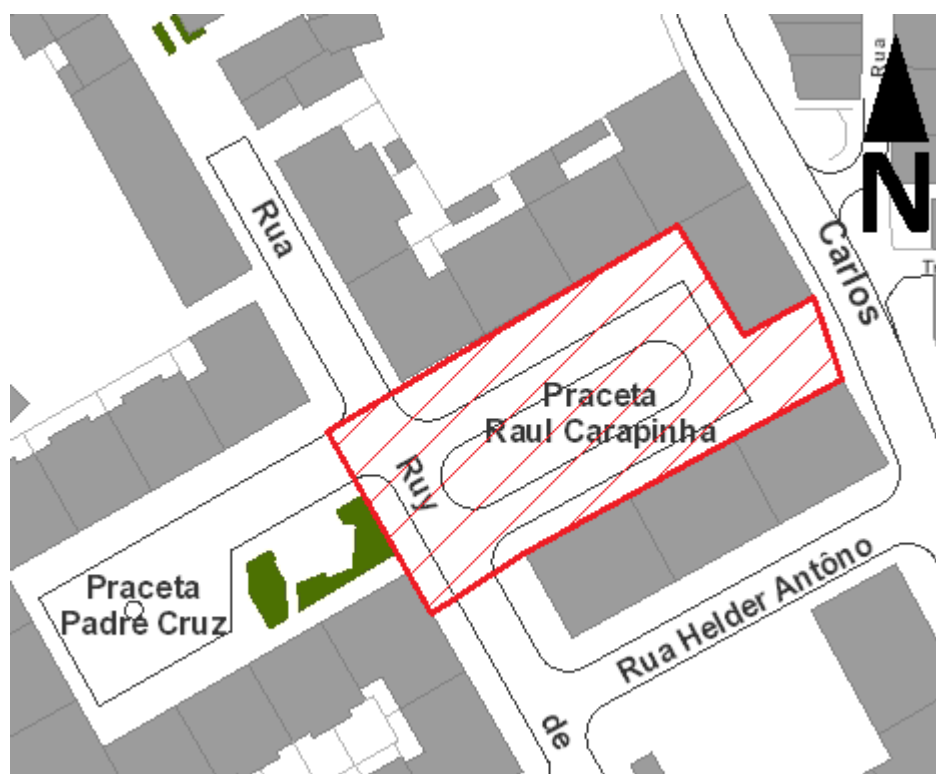 Rua
N
Rua
Carlos
Praceta
Raul Carapinha
Ruy
Praceta
Padre Cruz
Rua Helder Antôno
de